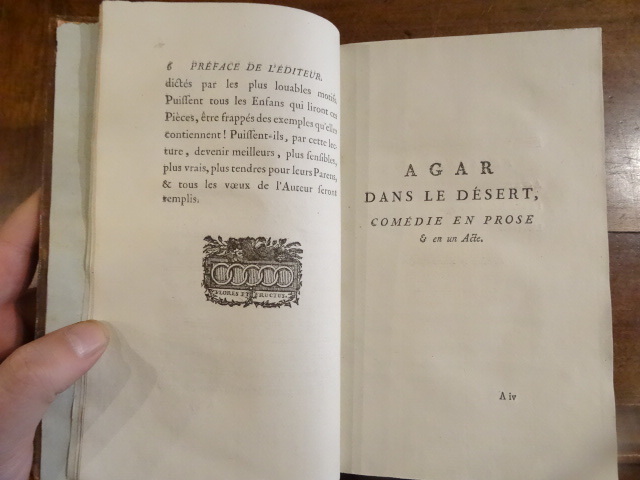 6 PRÉFACE DE L'ÉDITEUR.
dictés par les plus louables motifs.
Puissent tous les Enfans qui liront ces
Pièces, être frappés des exemples qu'elles
contiennent! Puissent-ils, par cette lec-
ture, devenir meilleurs, plus sensibles,
plus vrais, plus tendres pour leurs Parens,
& tous les vœux de l'Auteur seront
remplis.
FLORES ET FRUCTUS.
AGAR
DANS LE DÉSERT,
COMÉDIE EN PROSE
& en un Acte.
A iv